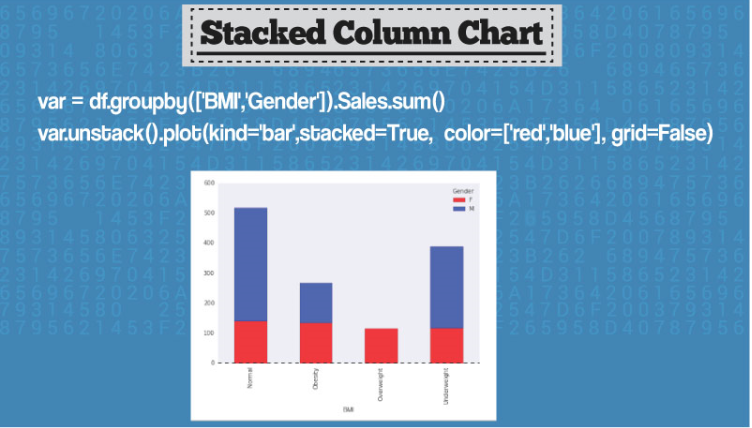 Stacked Column Chart
var = df.groupby(['BMI','Gender']).Sales.sum()
var.unstack().plot(kind='bar',stacked=True, color=['red','blue'], grid=False)
600
500
400
300
200
100
0
Gender
F
M
Normal
Obesity
Overweight
Underweight
BMI